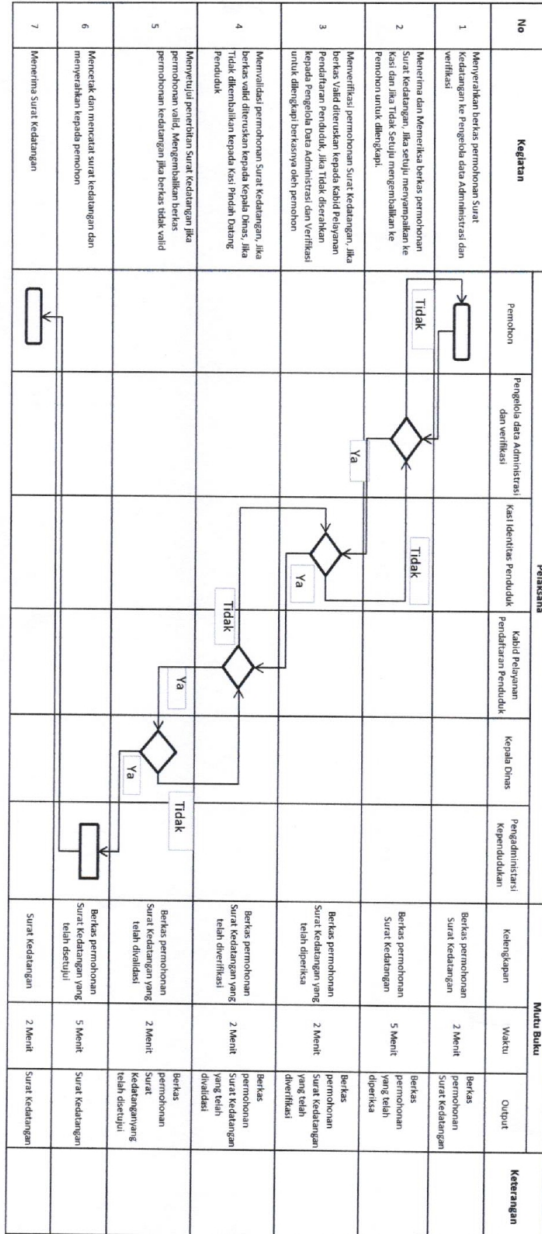 No
Kegiatan
Pelaksana
Mutu Buku
Keterangan
Pemohon
Pengelola data Administrasi
dan verifikasi
Kasi Identitas Penduduk
Kabid Pelayanan
Pendaftaran Penduduk
Kepala Dinas
Pengadministarsi
Kependudukan
Kelengkapan
Waktu
Output
1
Menyerahkan berkas permohonan Surat
Kedatangan ke Pengelola data Admninistrasi dan
verifikasi
Berkas permohonan
Surat Kedatangan
2 Menit
Berkas
permohonan
Surat Kedatangan
2
Menerima dan Memeriksa berkas permohonan
Surat Kedatangan, Jika setuju menyampaikan ke
Kasi dan Jika Tidak Setuju mengembalikan ke
Pemohon untuk dilengkapi.
Tidak
Ya
Berkas permohonan
Surat Kedatangan
5 Menit
Berkas
permohonan
yang telah
diperiksa
3
Menverifikasi permohonan Surat Kedatangan, Jika
berkas Valid diteruskan kepada Kabid Pelayanan
Pendaftaran Penduduk, Jika Tidak diserahkan
kepada Pengelola Data Administrasi dan Verifikasi
untuk dilengkapi berkasnya oleh pemohon
Tidak
Ya
Berkas permohonan
Surat Kedatangan yang
telah diperiksa
2 Menit
Berkas
permohonan
Surat Kedatangan
yang telah
diverifikasi
4
Memvalidasi permohonan Surat Kedatangan, Jika
berkas valid diteruskan kepada Kepala Dinas, Jika
Tidak dikembalikan kepada Kasi Pindah Datang
Penduduk
Tidak
Ya
Berkas permohonan
Surat Kedatangan yang
telah diverifikasi
2 Menit
Berkas
permohonan
Surat Kedatangan
yang telah
divalidasi
5
Menyetujui penerbitan Surat Kedatangan jika
permohonan valid, Mengembalikan berkas
permohonan kedatangan jika berkas tidak valid
Tidak
Ya
Berkas permohonan
Surat Kedatangan yang
telah divalidasi
2 Menit
Berkas
permohonan
Surat
Kedatanganyang
telah disetujui
6
Mencetak dan mencatat surat kedatangan dan
menyerahkan kepada pemohon
Berkas permohonan
Surat Kedatangan yang
telah dsetujui
5 Menit
Surat Kedatangan
7
Menerima Surat Kedatangan
Surat Kedatangan
2 Menit
Surat Kedatangan